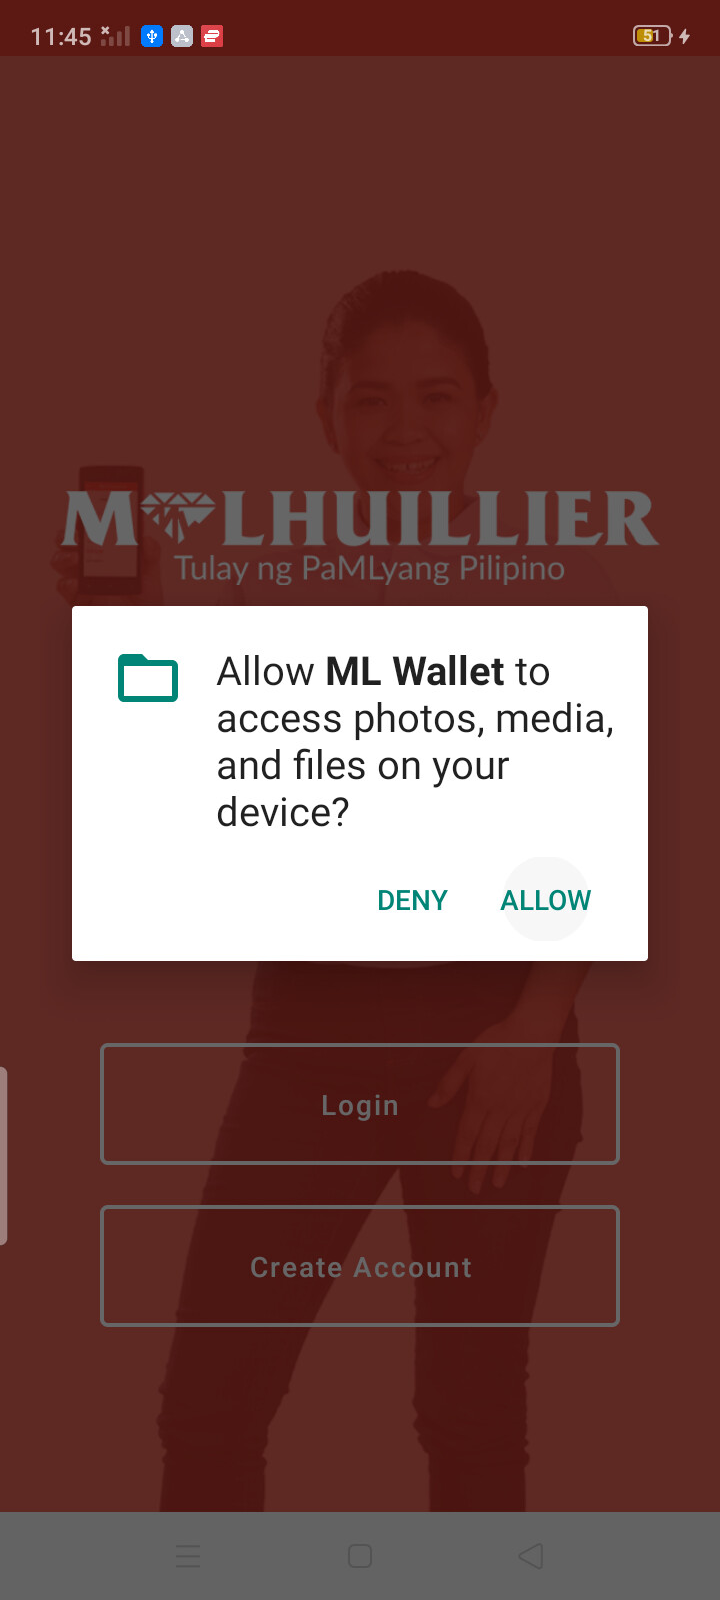 11:45
51
M LHUILLIER
Tulay ng PaMLyang Pilipino
Allow ML Wallet to
access photos, media,
and files on your
device?
DENY ALLOW
Login
Create Account